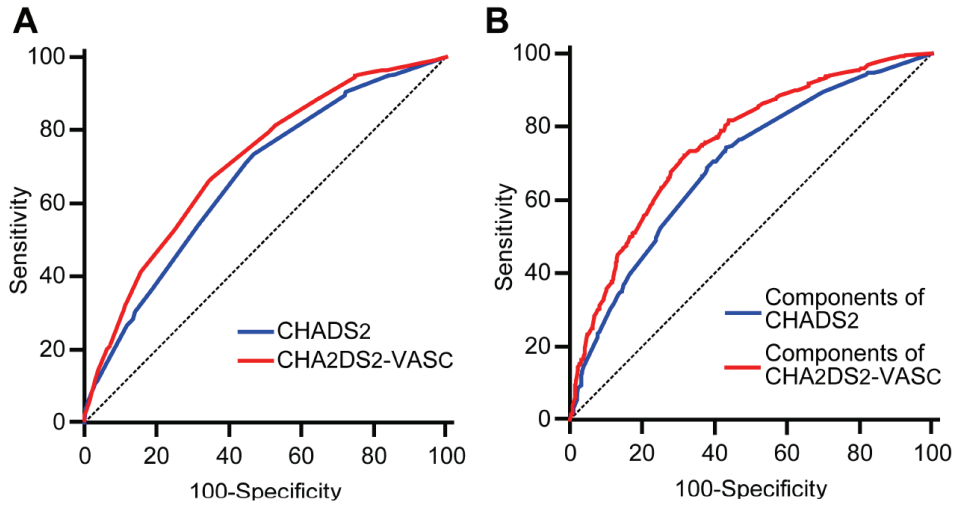 A
100
80
60
40
20
0
Sensitivity
CHADS2
CHA2DS2-VASC
0 20 40 60 80 100
100-Specificity
B
100
80
60
40
20
0
Sensitivity
Components of
CHADS2
Components of
CHA2DS2-VASC
0 20 40 60 80 100
100-Specificity